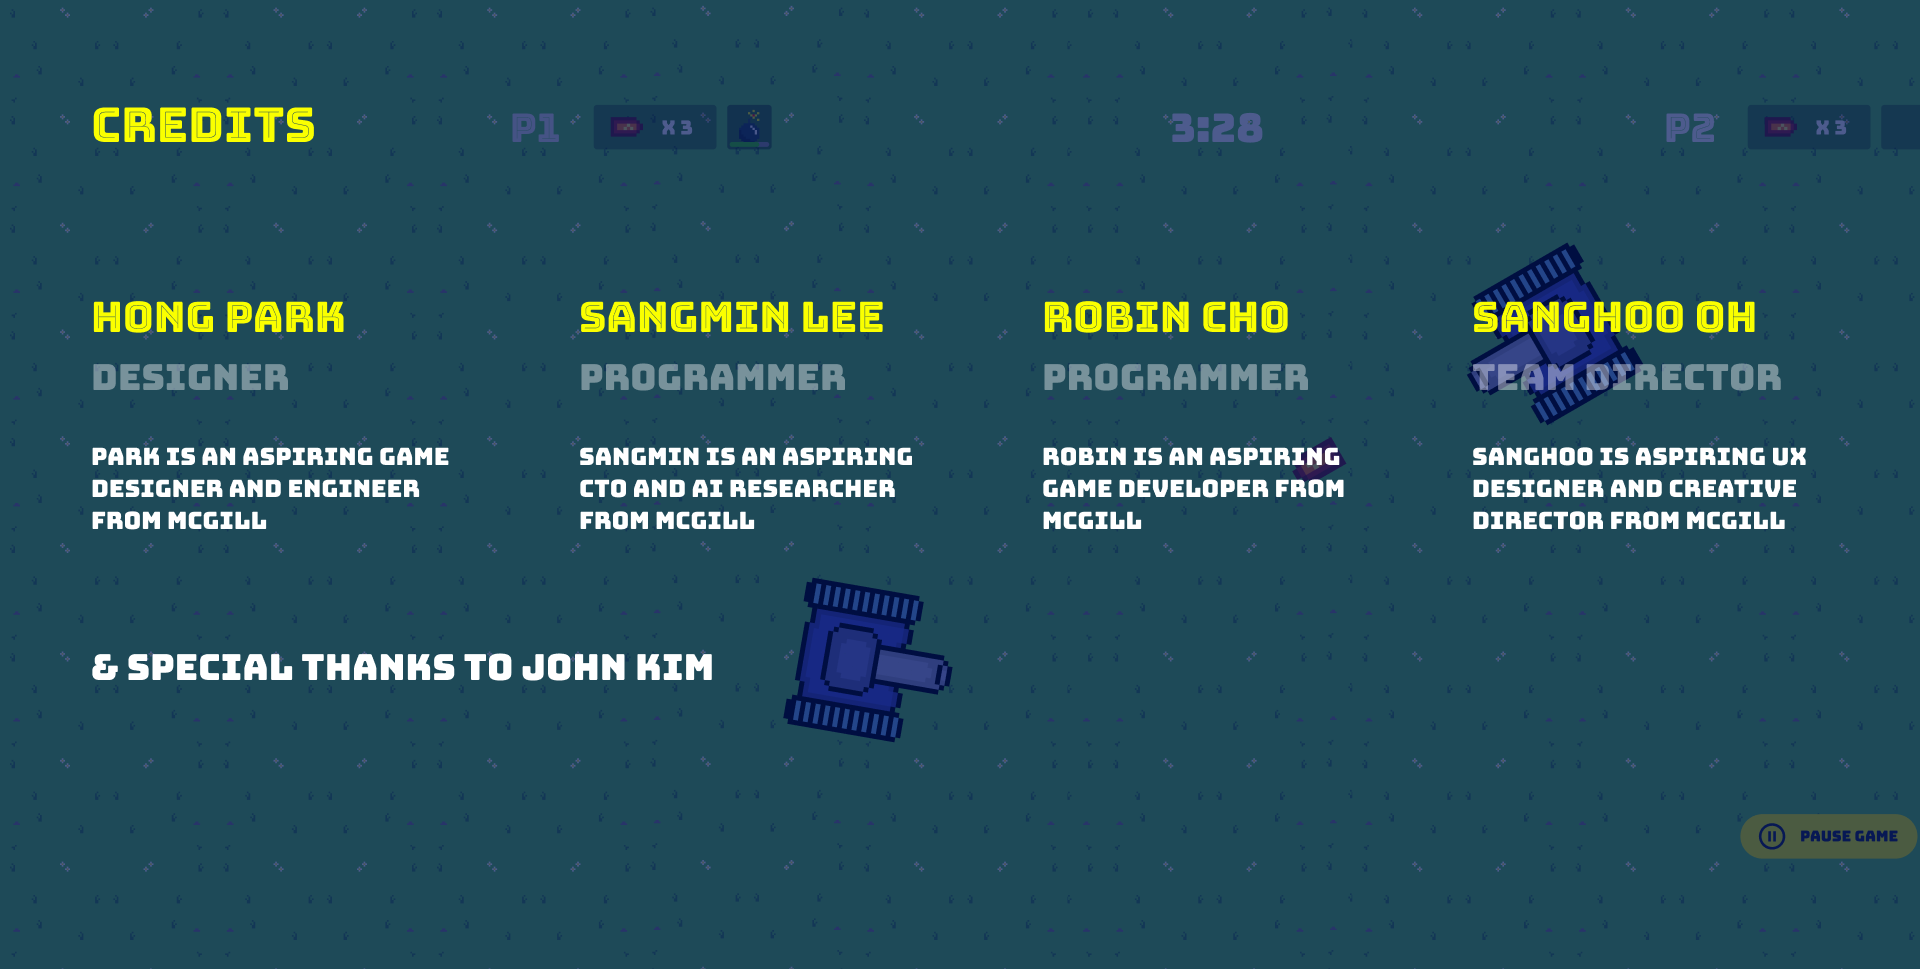 CREDITS
P1
X 3
3:28
P2
X 3
HONG PARK
DESIGNER
PARK IS AN ASPIRING GAME
DESIGNER AND ENGINEER
FROM MCGILL
SANGMIN LEE
PROGRAMMER
SANGMIN IS AN ASPIRING
CTO AND AI RESEARCHER
FROM MCGILL
ROBIN CHO
PROGRAMMER
ROBIN IS AN ASPIRING
GAME DEVELOPER FROM
MCGILL
SANGHOO OH
TEAM DIRECTOR
SANGHOO IS ASPIRING UX
DESIGNER AND CREATIVE
DIRECTOR FROM MCGILL
& SPECIAL THANKS TO JOHN KIM
PAUSE GAME